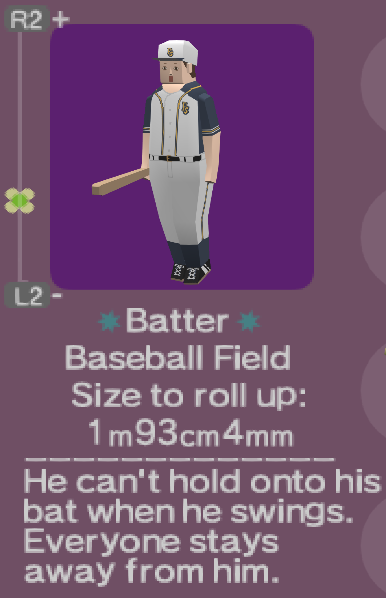 R2 +
L2 -
Batter
Baseball Field
Size to roll up:
1m93cm4mm
He can't hold onto his
bat when he swings.
Everyone stays
away from him.